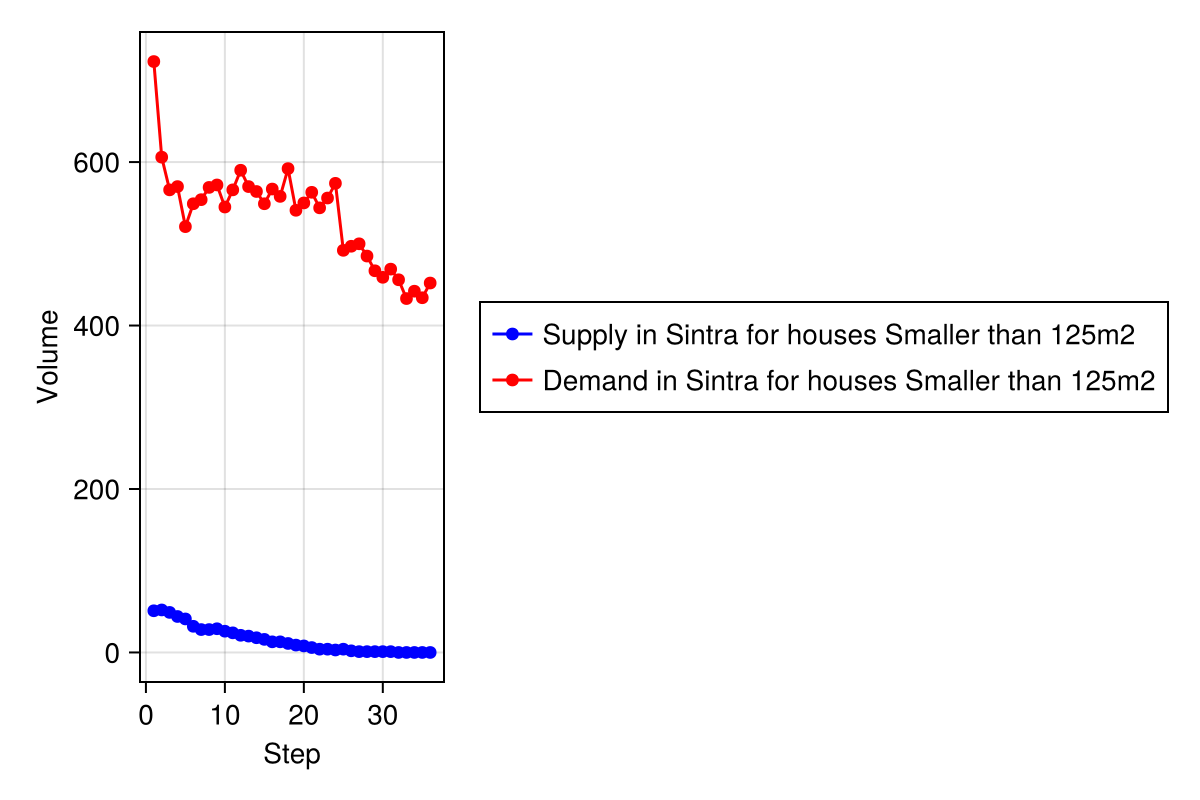 Volume
600
400
200
0
0 10 20 30
Step
Supply in Sintra for houses Smaller than 125m2
Demand in Sintra for houses Smaller than 125m2